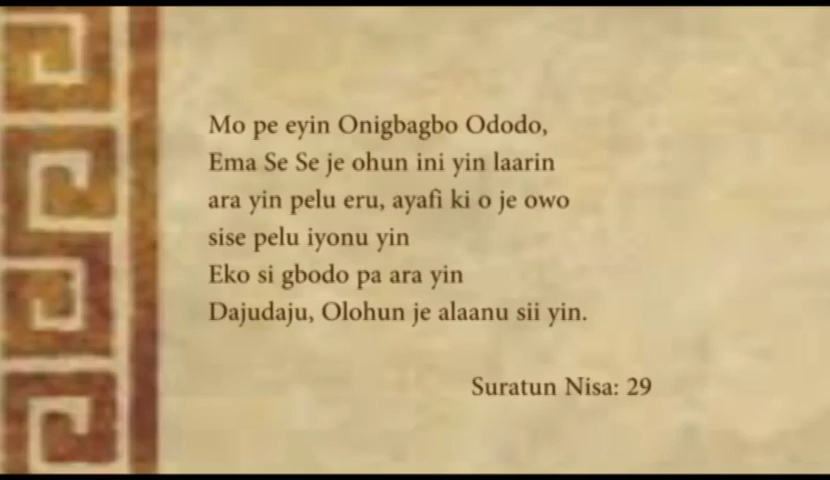 Mo pe eyin Onigbagbo Ododo,
Ema Se Se je ohun ini yin laarin
ara yin pelu eru, ayafi ki o je owo
sise pelu iyonu yin
Eko si gbodo pa ara yin
Dajudaju, Olohun je alaanu sii yin.
Suratun Nisa: 29